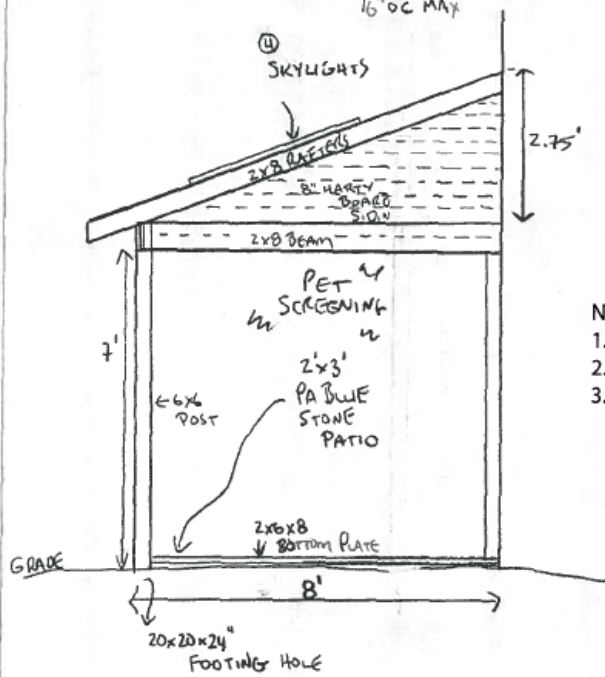 16" OC MAX
④
SKYLIGHTS
2.75'
2x8 RAFTERS
8" HARTY
BOARD
SIDIN
2x8 BEAM
PET
SCREENING
7'
2'x3'
PA BLUE
STONE
PATIO
←6x6
POST
N
1.
2.
3.
2x6x8
BOTTOM PLATE
GRADE
8'
20x20x24"
FOOTING HOLE